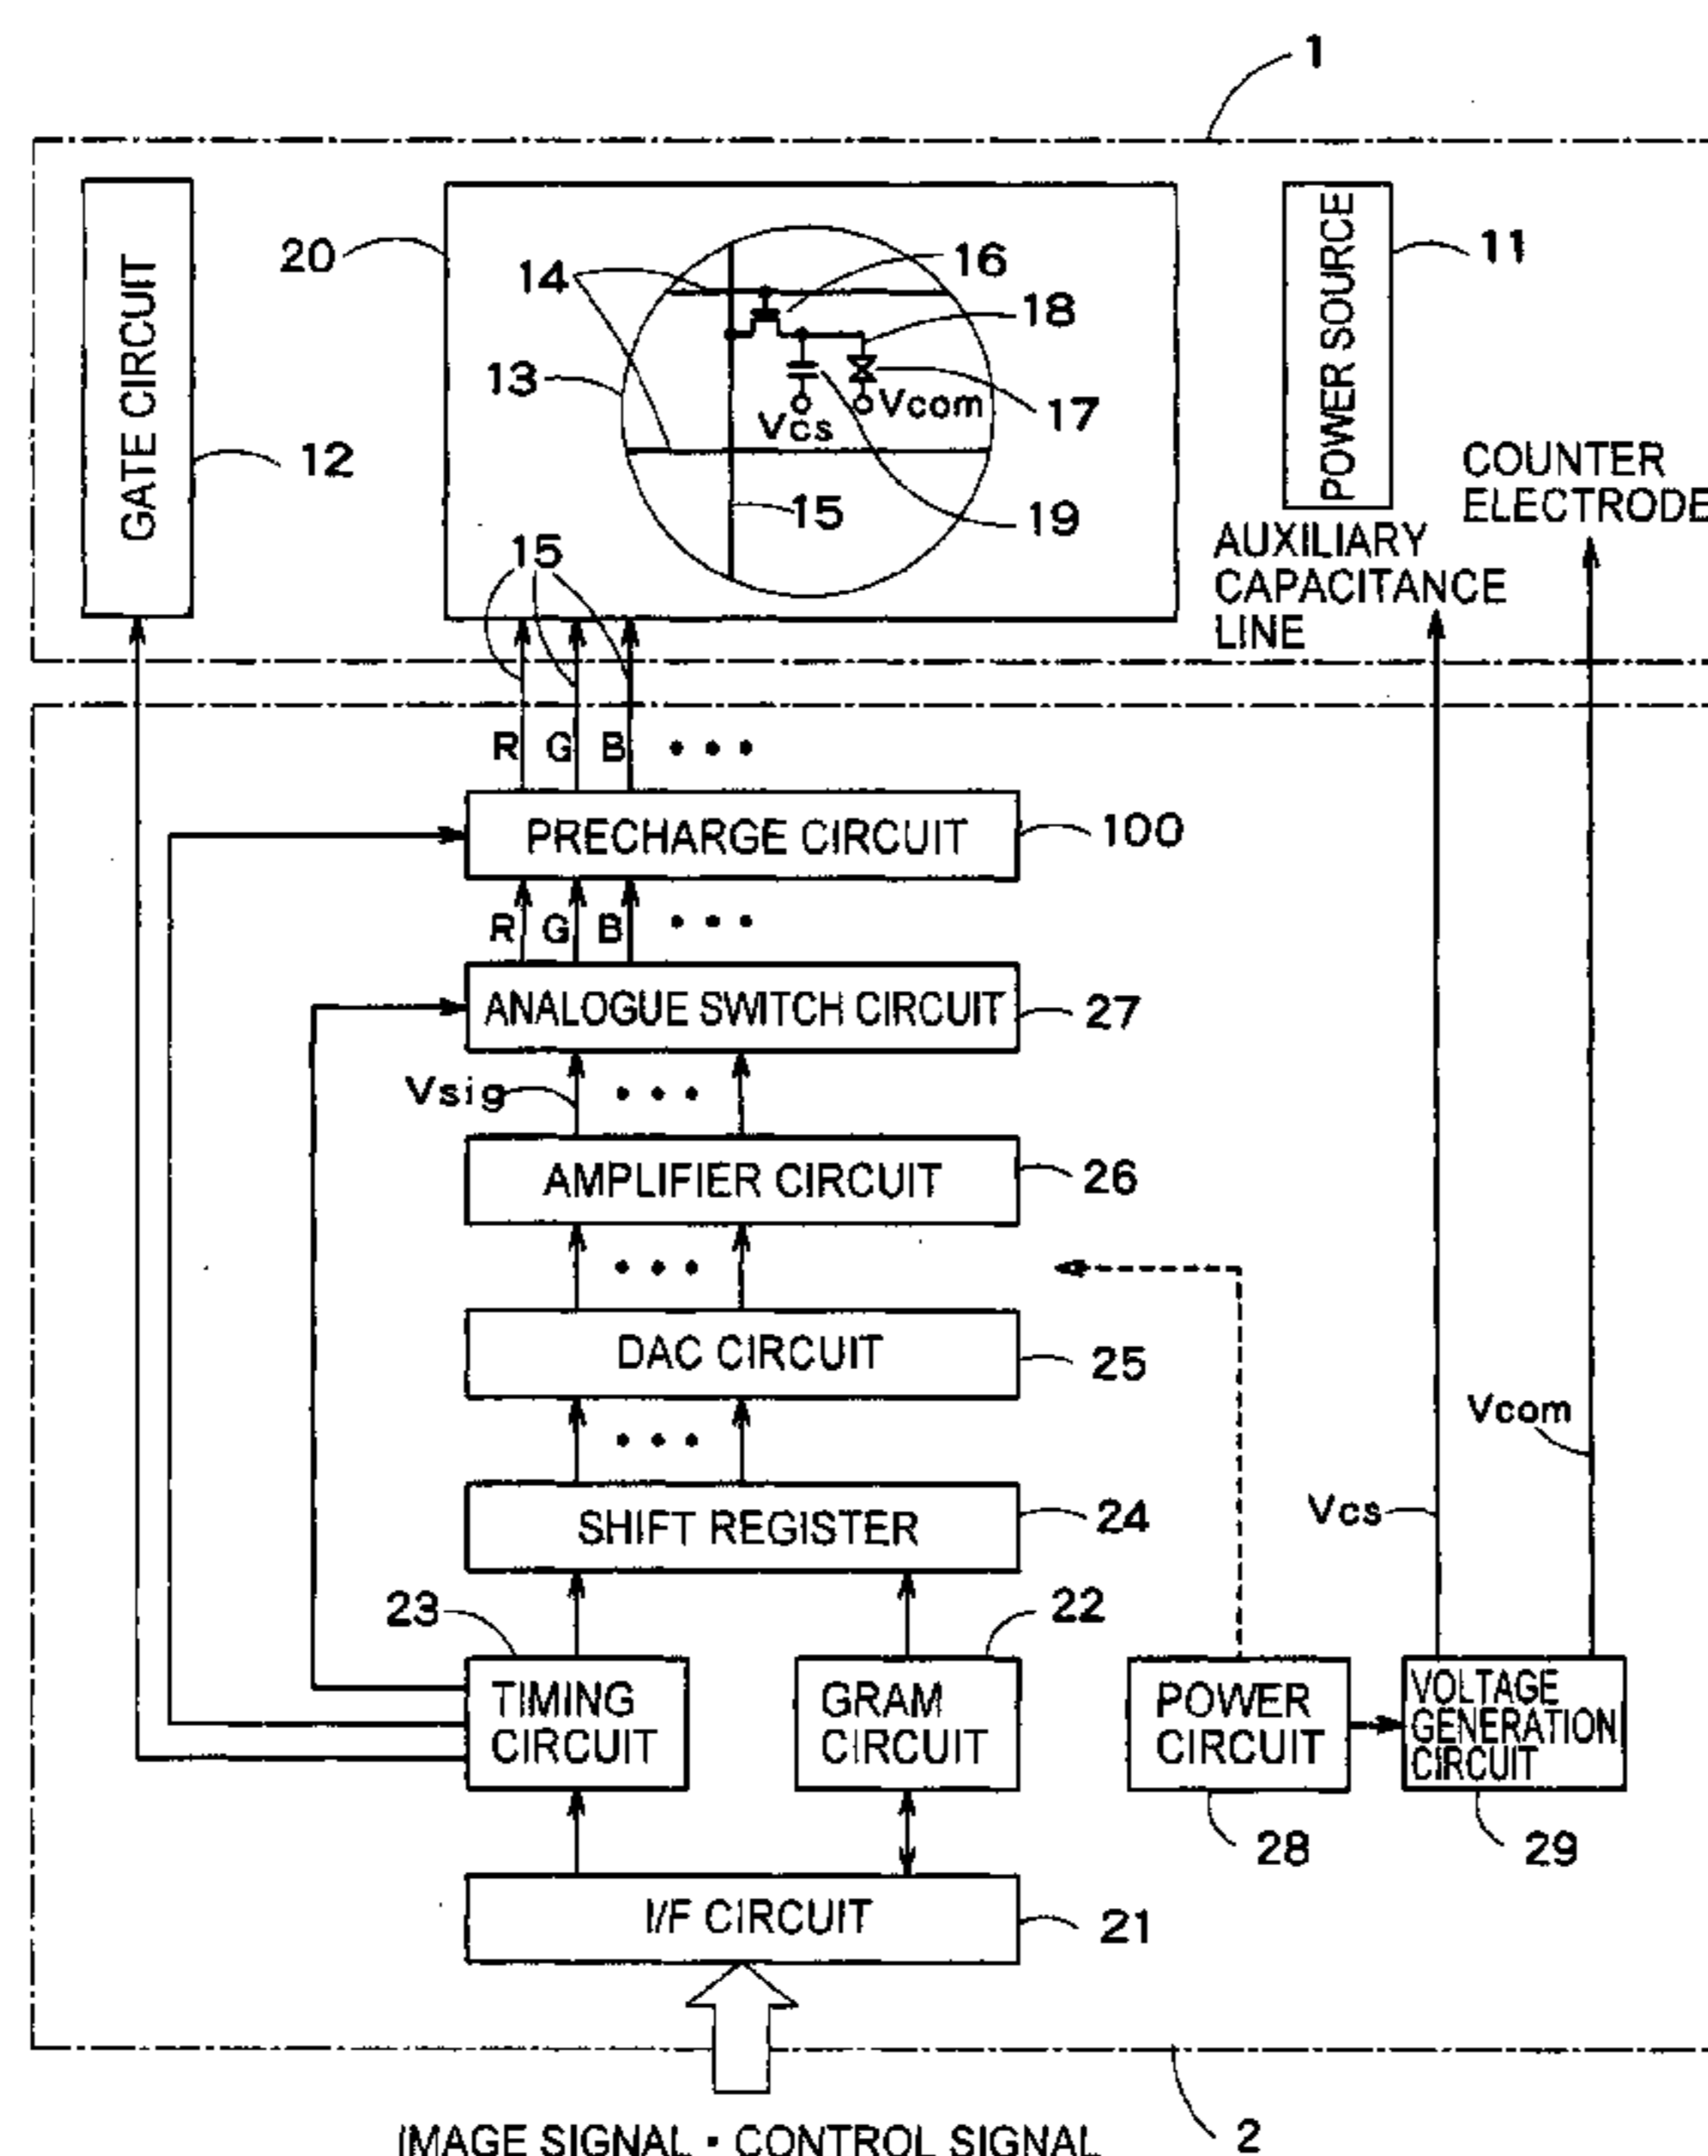 1
GATE CIRCUIT
12
20
13
14
16
18
17
Vcs
Vcom
15
19
POWER SOURCE
11
COUNTER
ELECTRODE
AUXILIARY
CAPACITANCE
LINE
15
R G B • • •
PRECHARGE CIRCUIT
100
R G B • • •
ANALOGUE SWITCH CIRCUIT
27
Vsig
• • •
AMPLIFIER CIRCUIT
26
• • •
DAC CIRCUIT
25
• • •
Vcom
Vcs
SHIFT REGISTER
24
23
22
TIMING
CIRCUIT
GRAM
CIRCUIT
POWER
CIRCUIT
VOLTAGE
GENERATION
CIRCUIT
28
29
I/F CIRCUIT
21
IMAGE SIGNAL • CONTROL SIGNAL
2